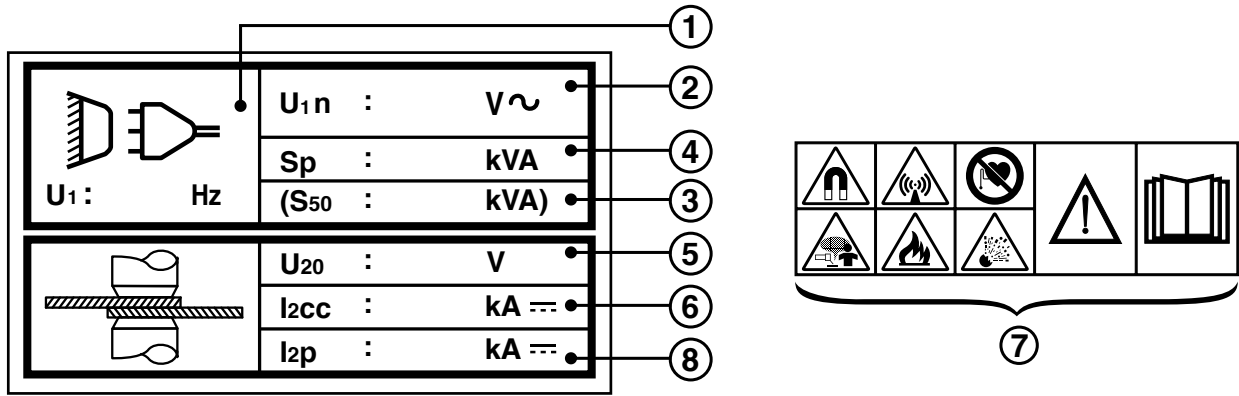 1
U1n : V~ 2
Sp : kVA 4
U1: Hz (S50 : kVA) 3
U20 : V 5
I2cc : kA ⎓ 6
I2p : kA ⎓ 8
7